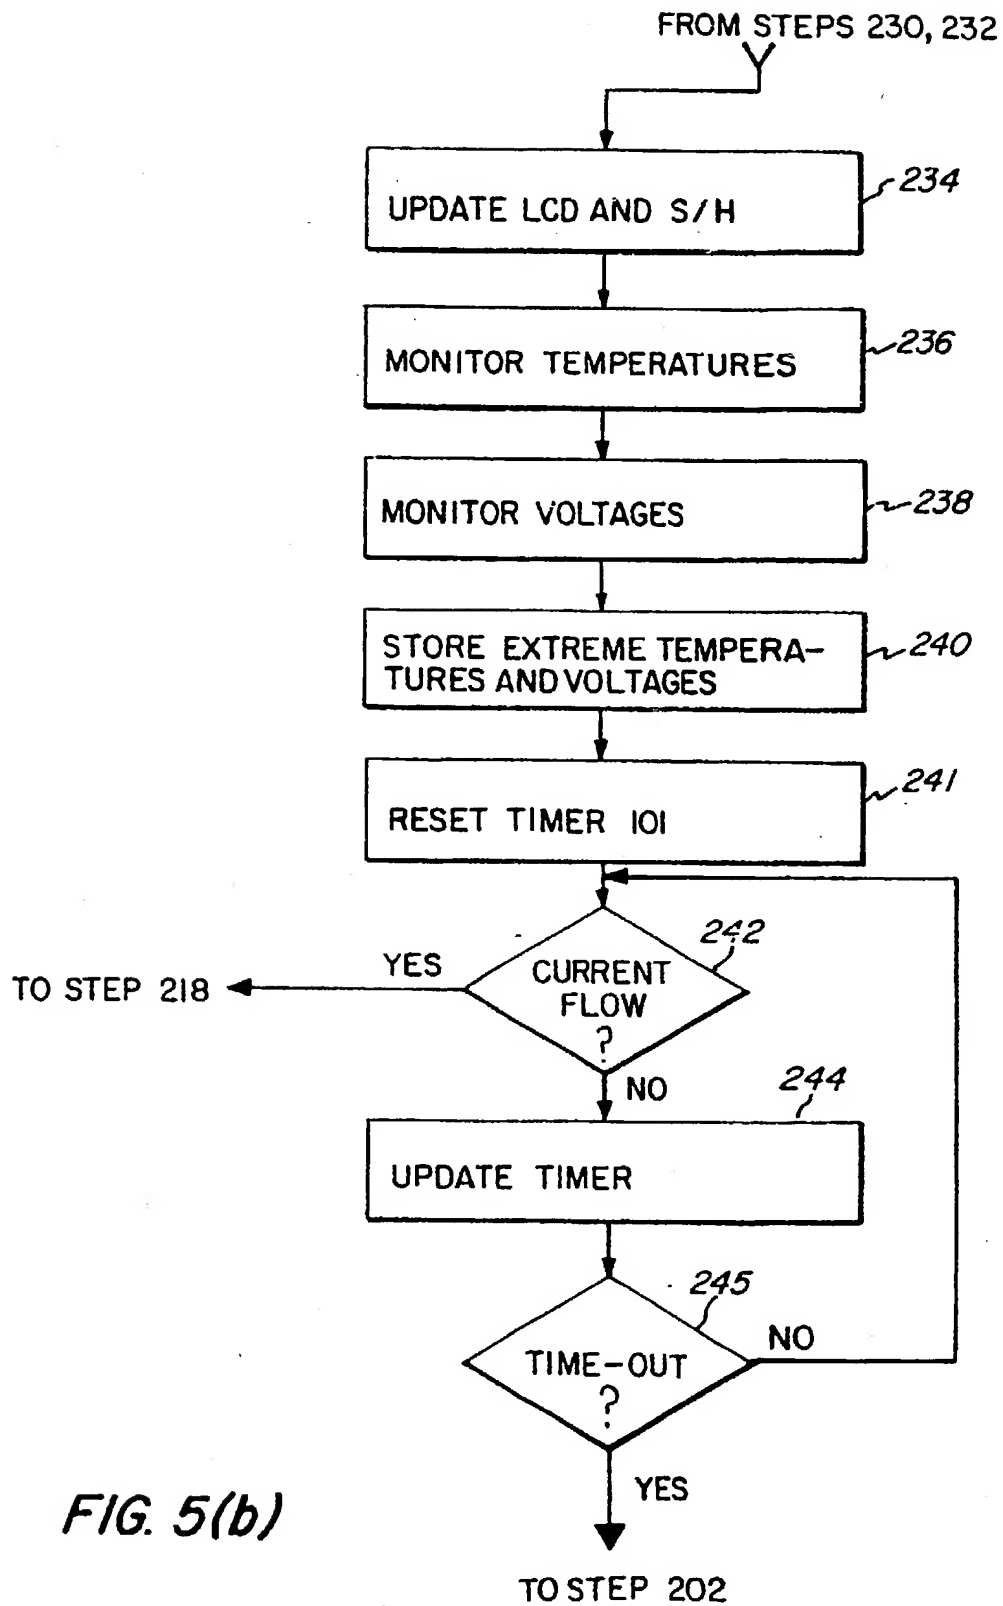 FROM STEPS 230, 232
UPDATE LCD AND S/H
234
MONITOR TEMPERATURES
236
MONITOR VOLTAGES
238
STORE EXTREME TEMPERA-
TURES AND VOLTAGES
240
RESET TIMER 101
241
242
CURRENT
FLOW
?
YES
TO STEP 218
NO
244
UPDATE TIMER
245
TIME-OUT
?
NO
YES
FIG. 5(b)
TO STEP 202